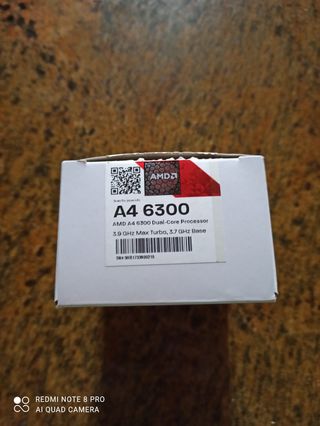 AMD
A4 6300
AMD A4 6300 Dual-Core Processor
3.9 GHz Max Turbo, 3.7 GHz Base
REDMI NOTE 8 PRO
AI QUAD CAMERA